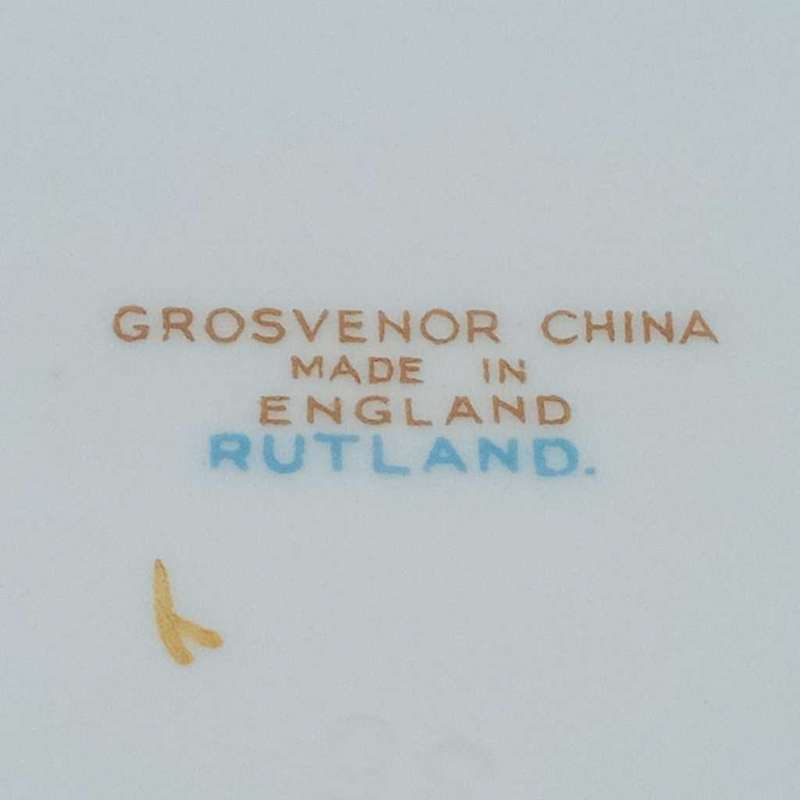 GROSVENOR CHINA
MADE IN
ENGLAND
RUTLAND.